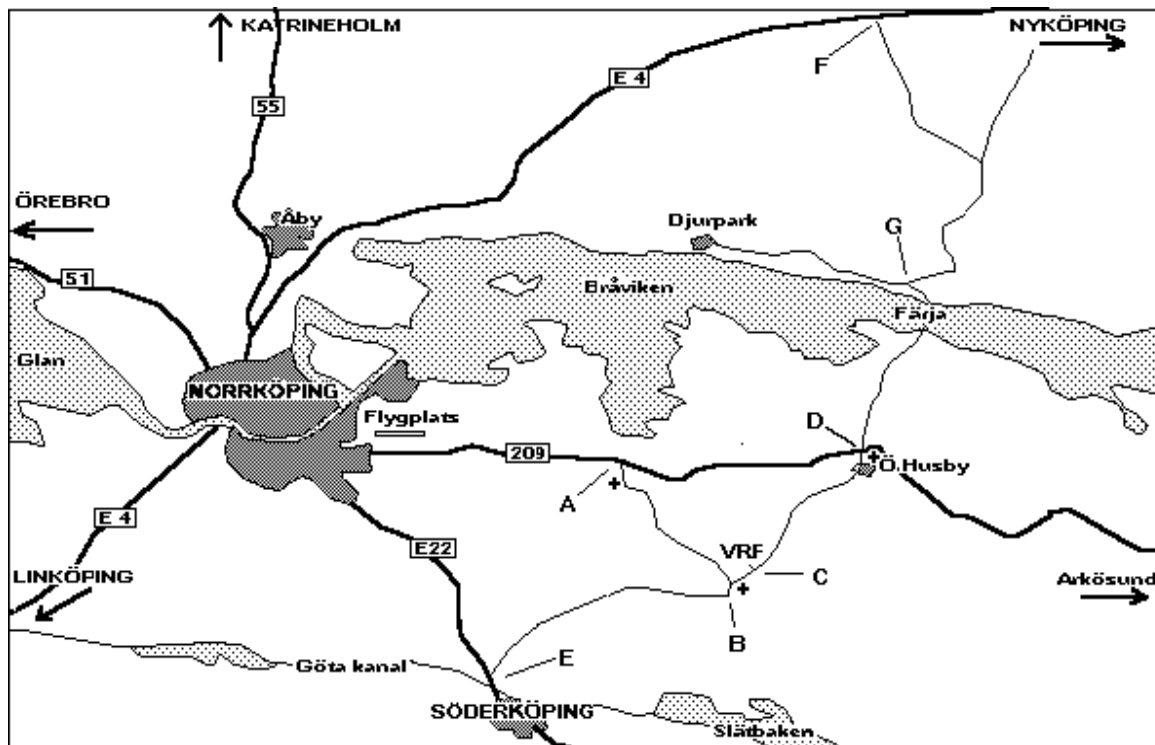 KATRINEHOLM
NYKÖPING
F
E 4
55
ÖREBRO
Åby
Djurpark
G
51
Bråviken
Färja
Glan
NORRKÖPING
Flygplats
D
209
Ö.Husby
A
E 4
E22
VRF
LINKÖPING
C
Arkösund
B
E
Göta kanal
SÖDERKÖPING
Slätbaken